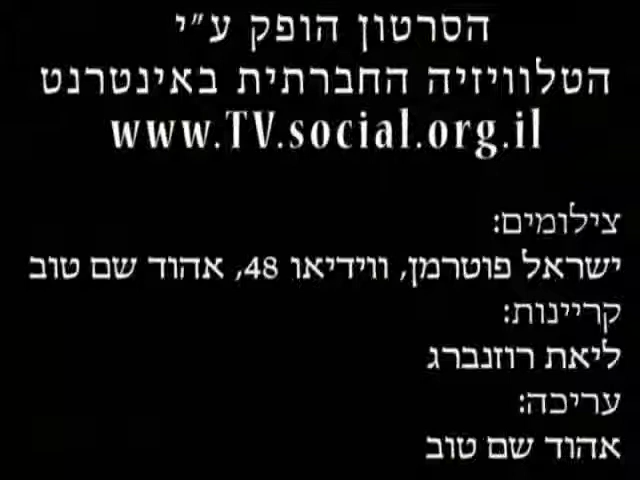 הסרטון הופק ע"י
הטלוויזיה החברתית באינטרנט
www.TV.social.org.il
צילומים:
ישראל פוטרמן, ווידיאו 48, אהוד שם טוב
קריינות:
ליאת רוזנברג
עריכה:
אהוד שם טוב